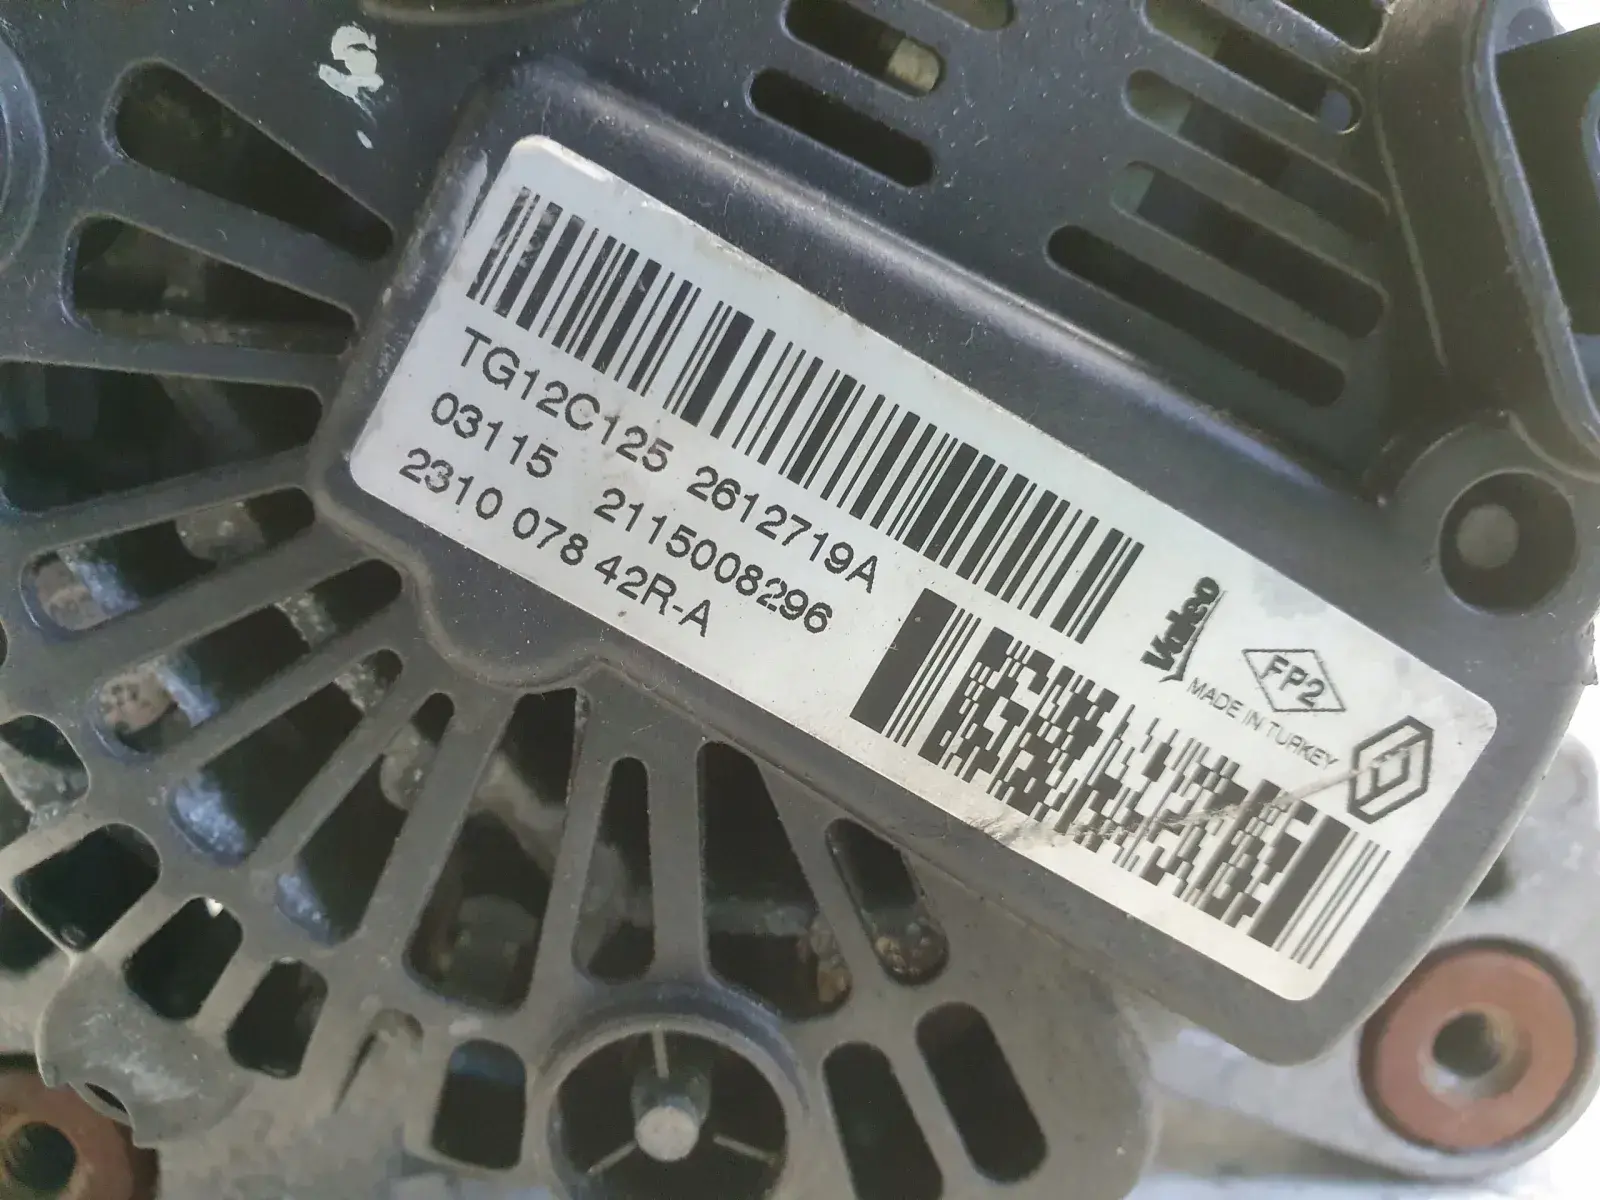 TG12C125 2612719A
03115 2115008296
2310 078 42R-A
Valeo
FP2
MADE IN TURKEY